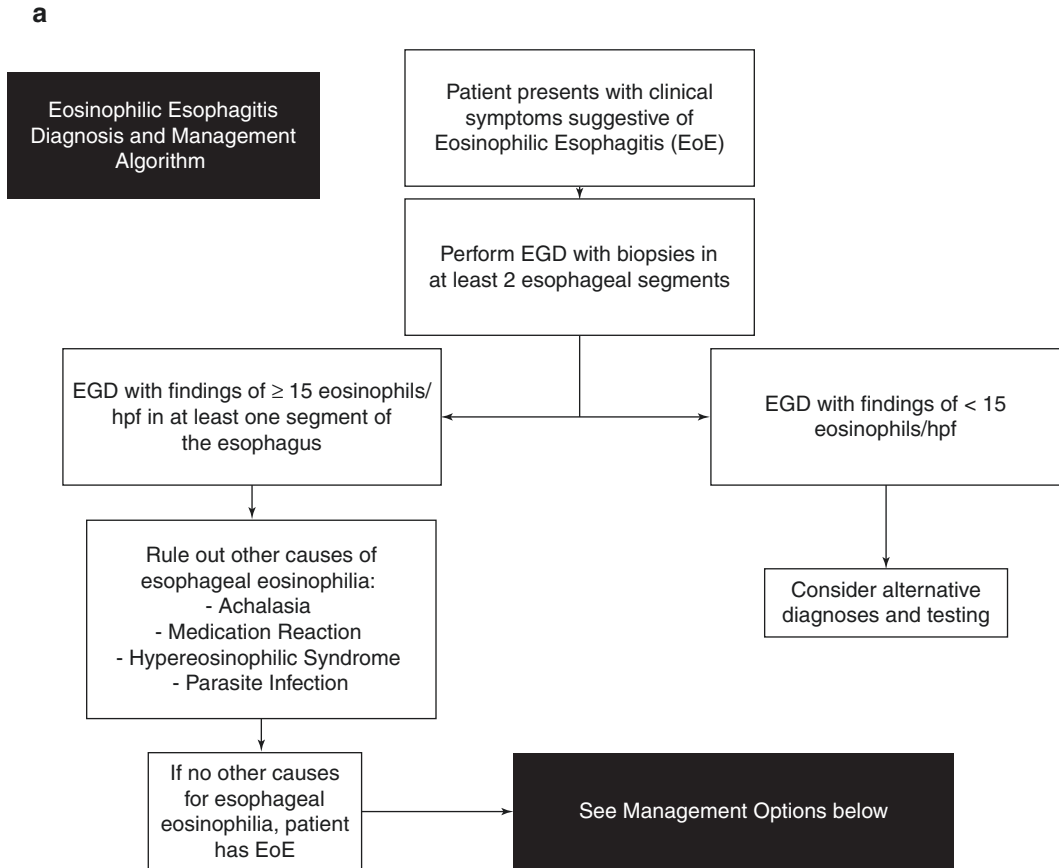 a
Eosinophilic Esophagitis
Diagnosis and Management
Algorithm
Patient presents with clinical
symptoms suggestive of
Eosinophilic Esophagitis (EoE)
Perform EGD with biopsies in
at least 2 esophageal segments
EGD with findings of ≥ 15 eosinophils/
hpf in at least one segment of
the esophagus
EGD with findings of < 15
eosinophils/hpf
Rule out other causes of
esophageal eosinophilia:
- Achalasia
- Medication Reaction
- Hypereosinophilic Syndrome
- Parasite Infection
Consider alternative
diagnoses and testing
If no other causes
for esophageal
eosinophilia, patient
has EoE
See Management Options below